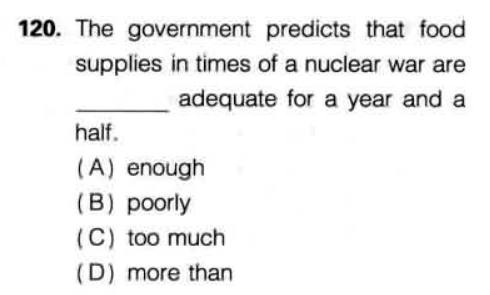 120. The government predicts that food
supplies in times of a nuclear war are
________ adequate for a year and a
half.
(A) enough
(B) poorly
(C) too much
(D) more than